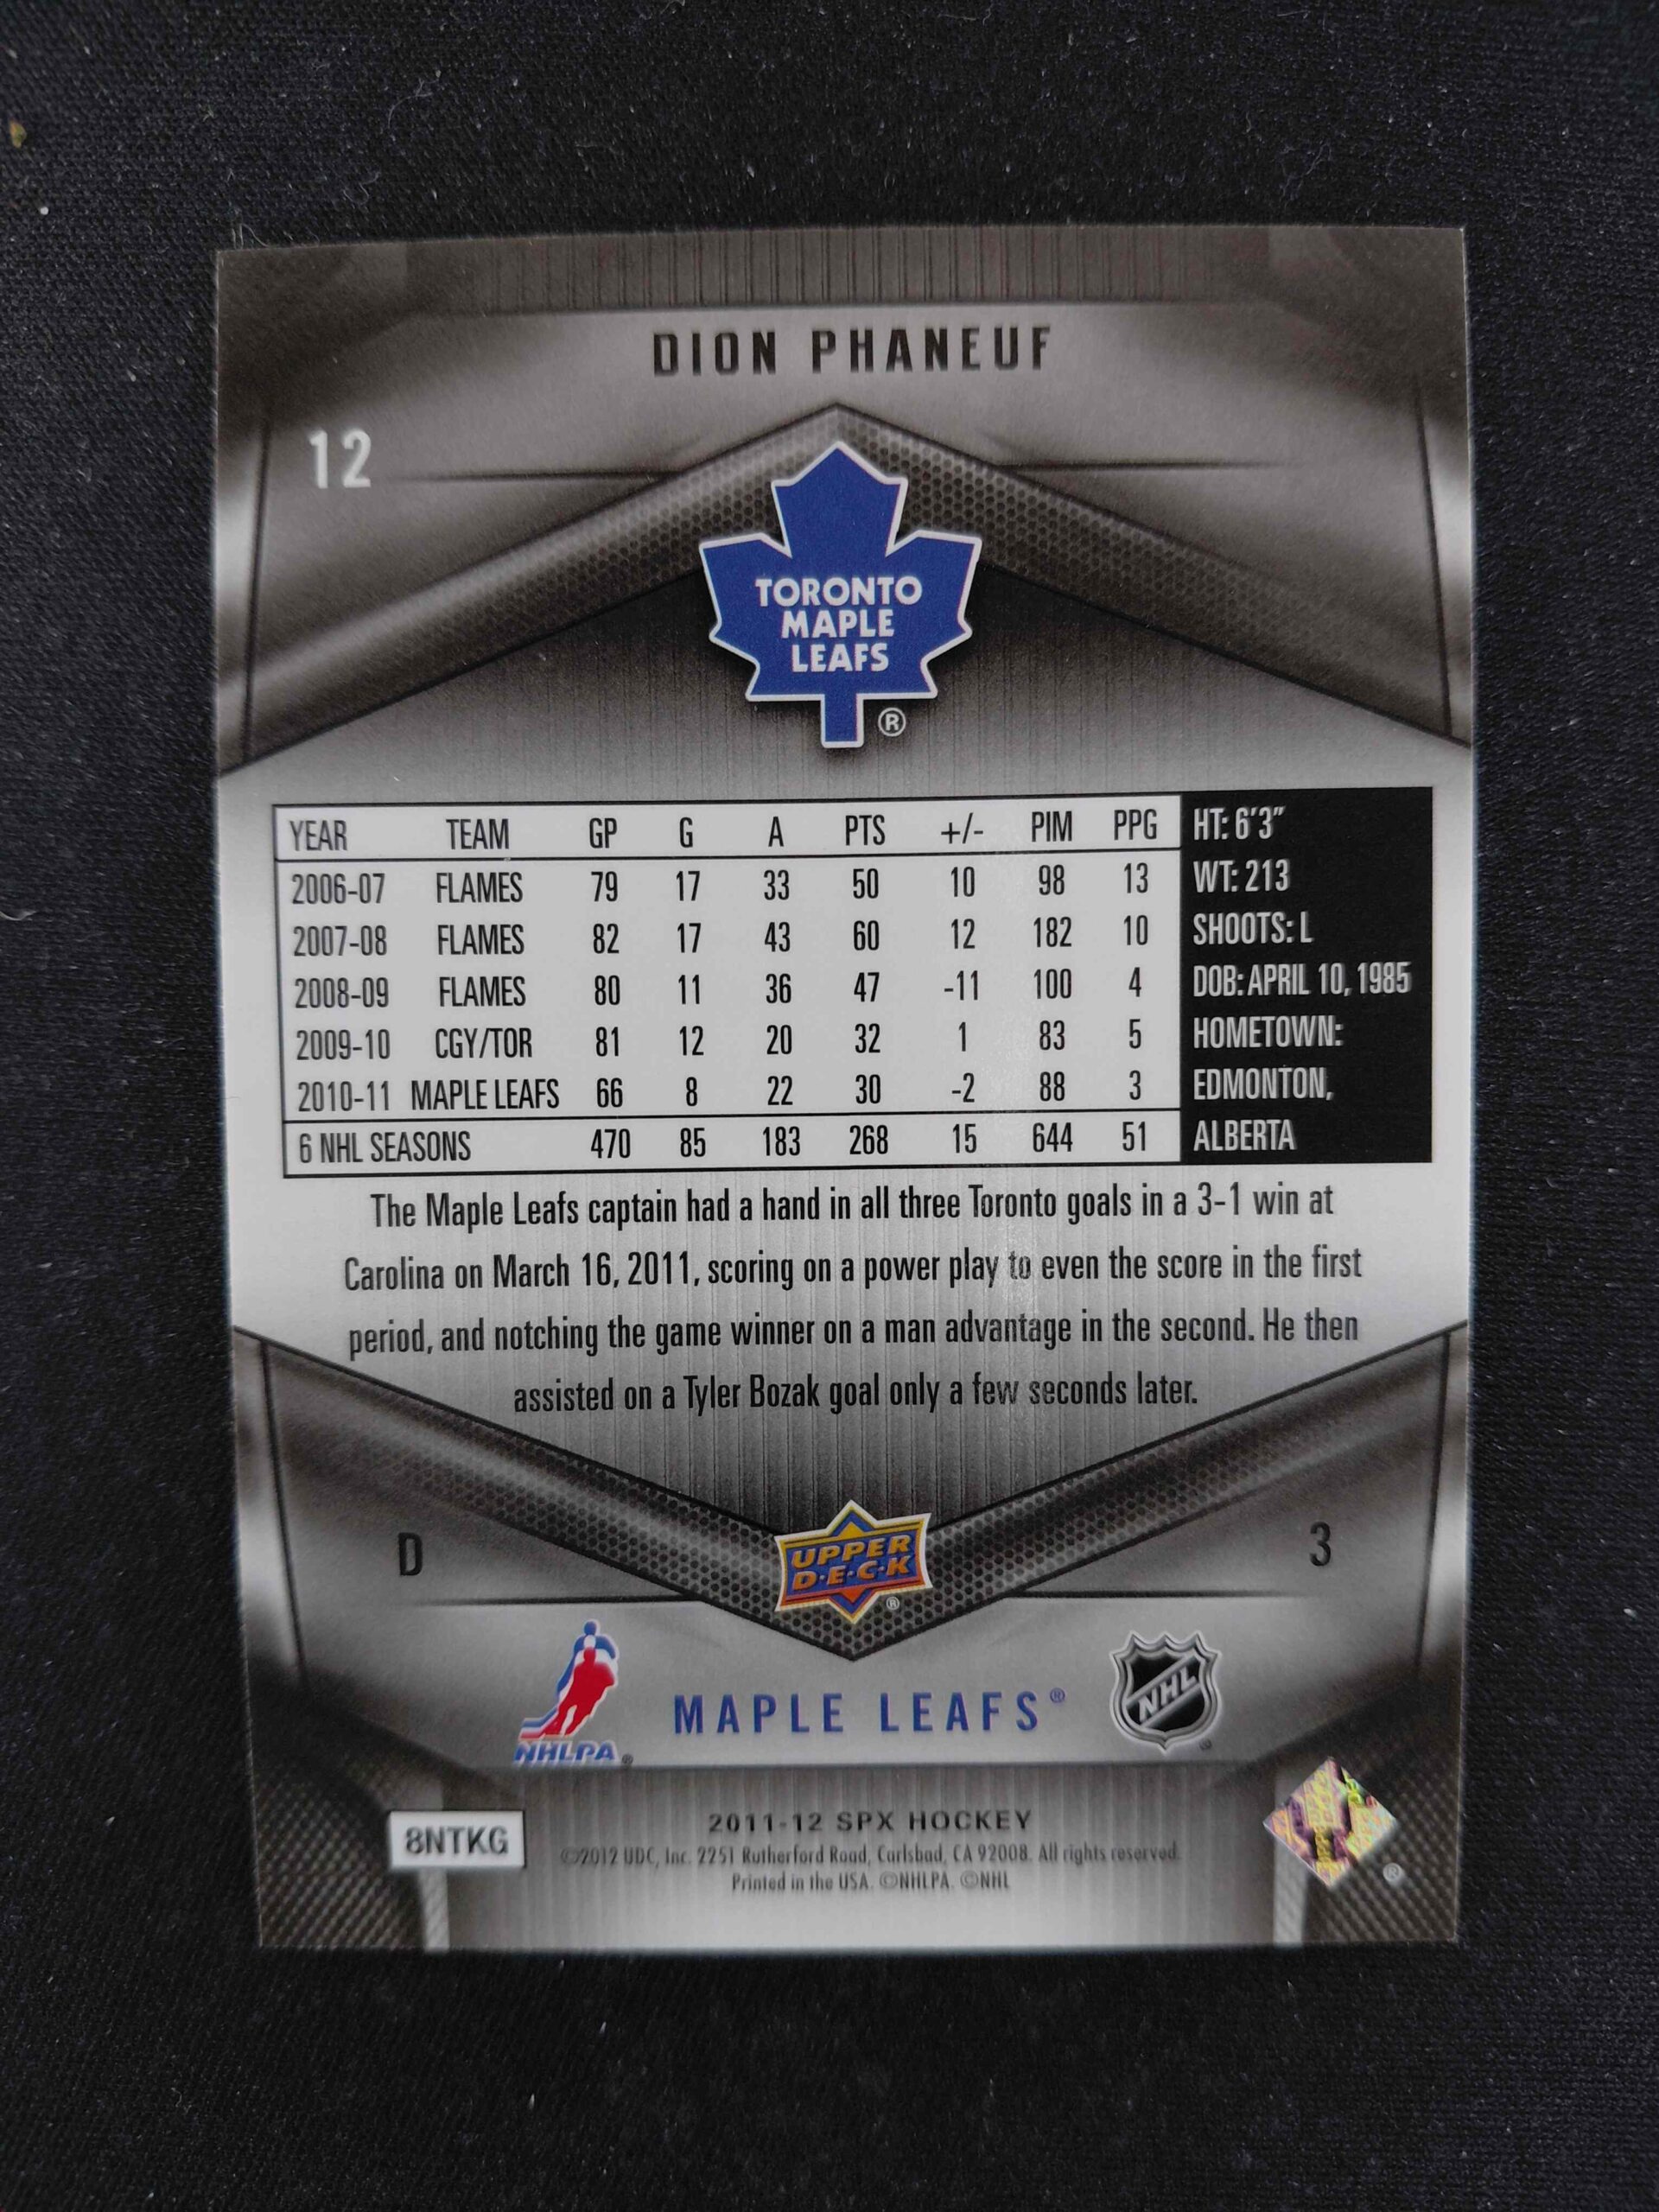 DION PHANEUF
12
TORONTO
MAPLE
LEAFS
®
YEAR TEAM GP G A PTS +/- PIM PPG
2006-07 FLAMES 79 17 33 50 10 98 13
2007-08 FLAMES 82 17 43 60 12 182 10
2008-09 FLAMES 80 11 36 47 -11 100 4
2009-10 CGY/TOR 81 12 20 32 1 83 5
2010-11 MAPLE LEAFS 66 8 22 30 -2 88 3
6 NHL SEASONS 470 85 183 268 15 644 51
HT: 6'3"
WT: 213
SHOOTS: L
DOB: APRIL 10, 1985
HOMETOWN:
EDMONTON,
ALBERTA
The Maple Leafs captain had a hand in all three Toronto goals in a 3-1 win at
Carolina on March 16, 2011, scoring on a power play to even the score in the first
period, and notching the game winner on a man advantage in the second. He then
assisted on a Tyler Bozak goal only a few seconds later.
D
UPPER
D·E·C·K
®
3
NHLPA®
MAPLE LEAFS®
NHL
®
8NTKG
2011-12 SPX HOCKEY
©2012 UDC, Inc. 2251 Rutherford Road, Carlsbad, CA 92008. All rights reserved.
Printed in the USA. ©NHLPA. ©NHL
®